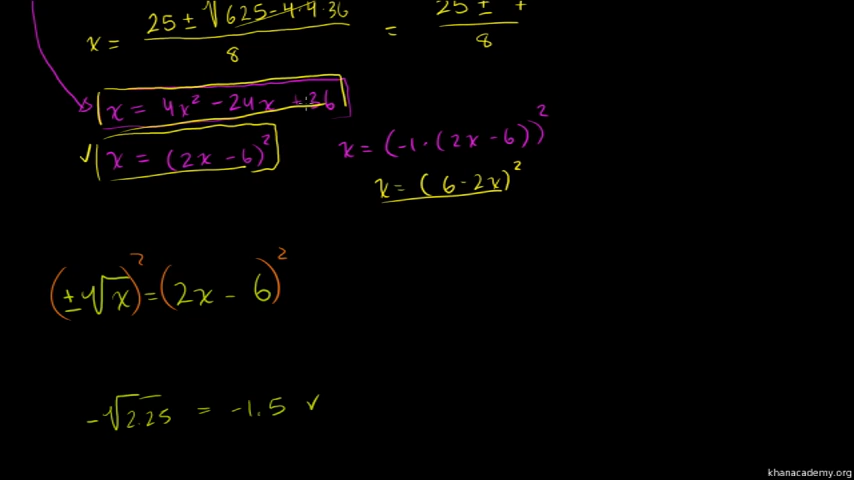 x = (25 ± √(625-4·4·36))/8 = (25 ±
8
x = 4x² - 24x + 36
√ x = (2x - 6)² x = (-1·(2x - 6))²
x = (6-2x)²
(±√x)² = (2x - 6)²
-√2.25 = -1.5 ✓
khanacademy.org